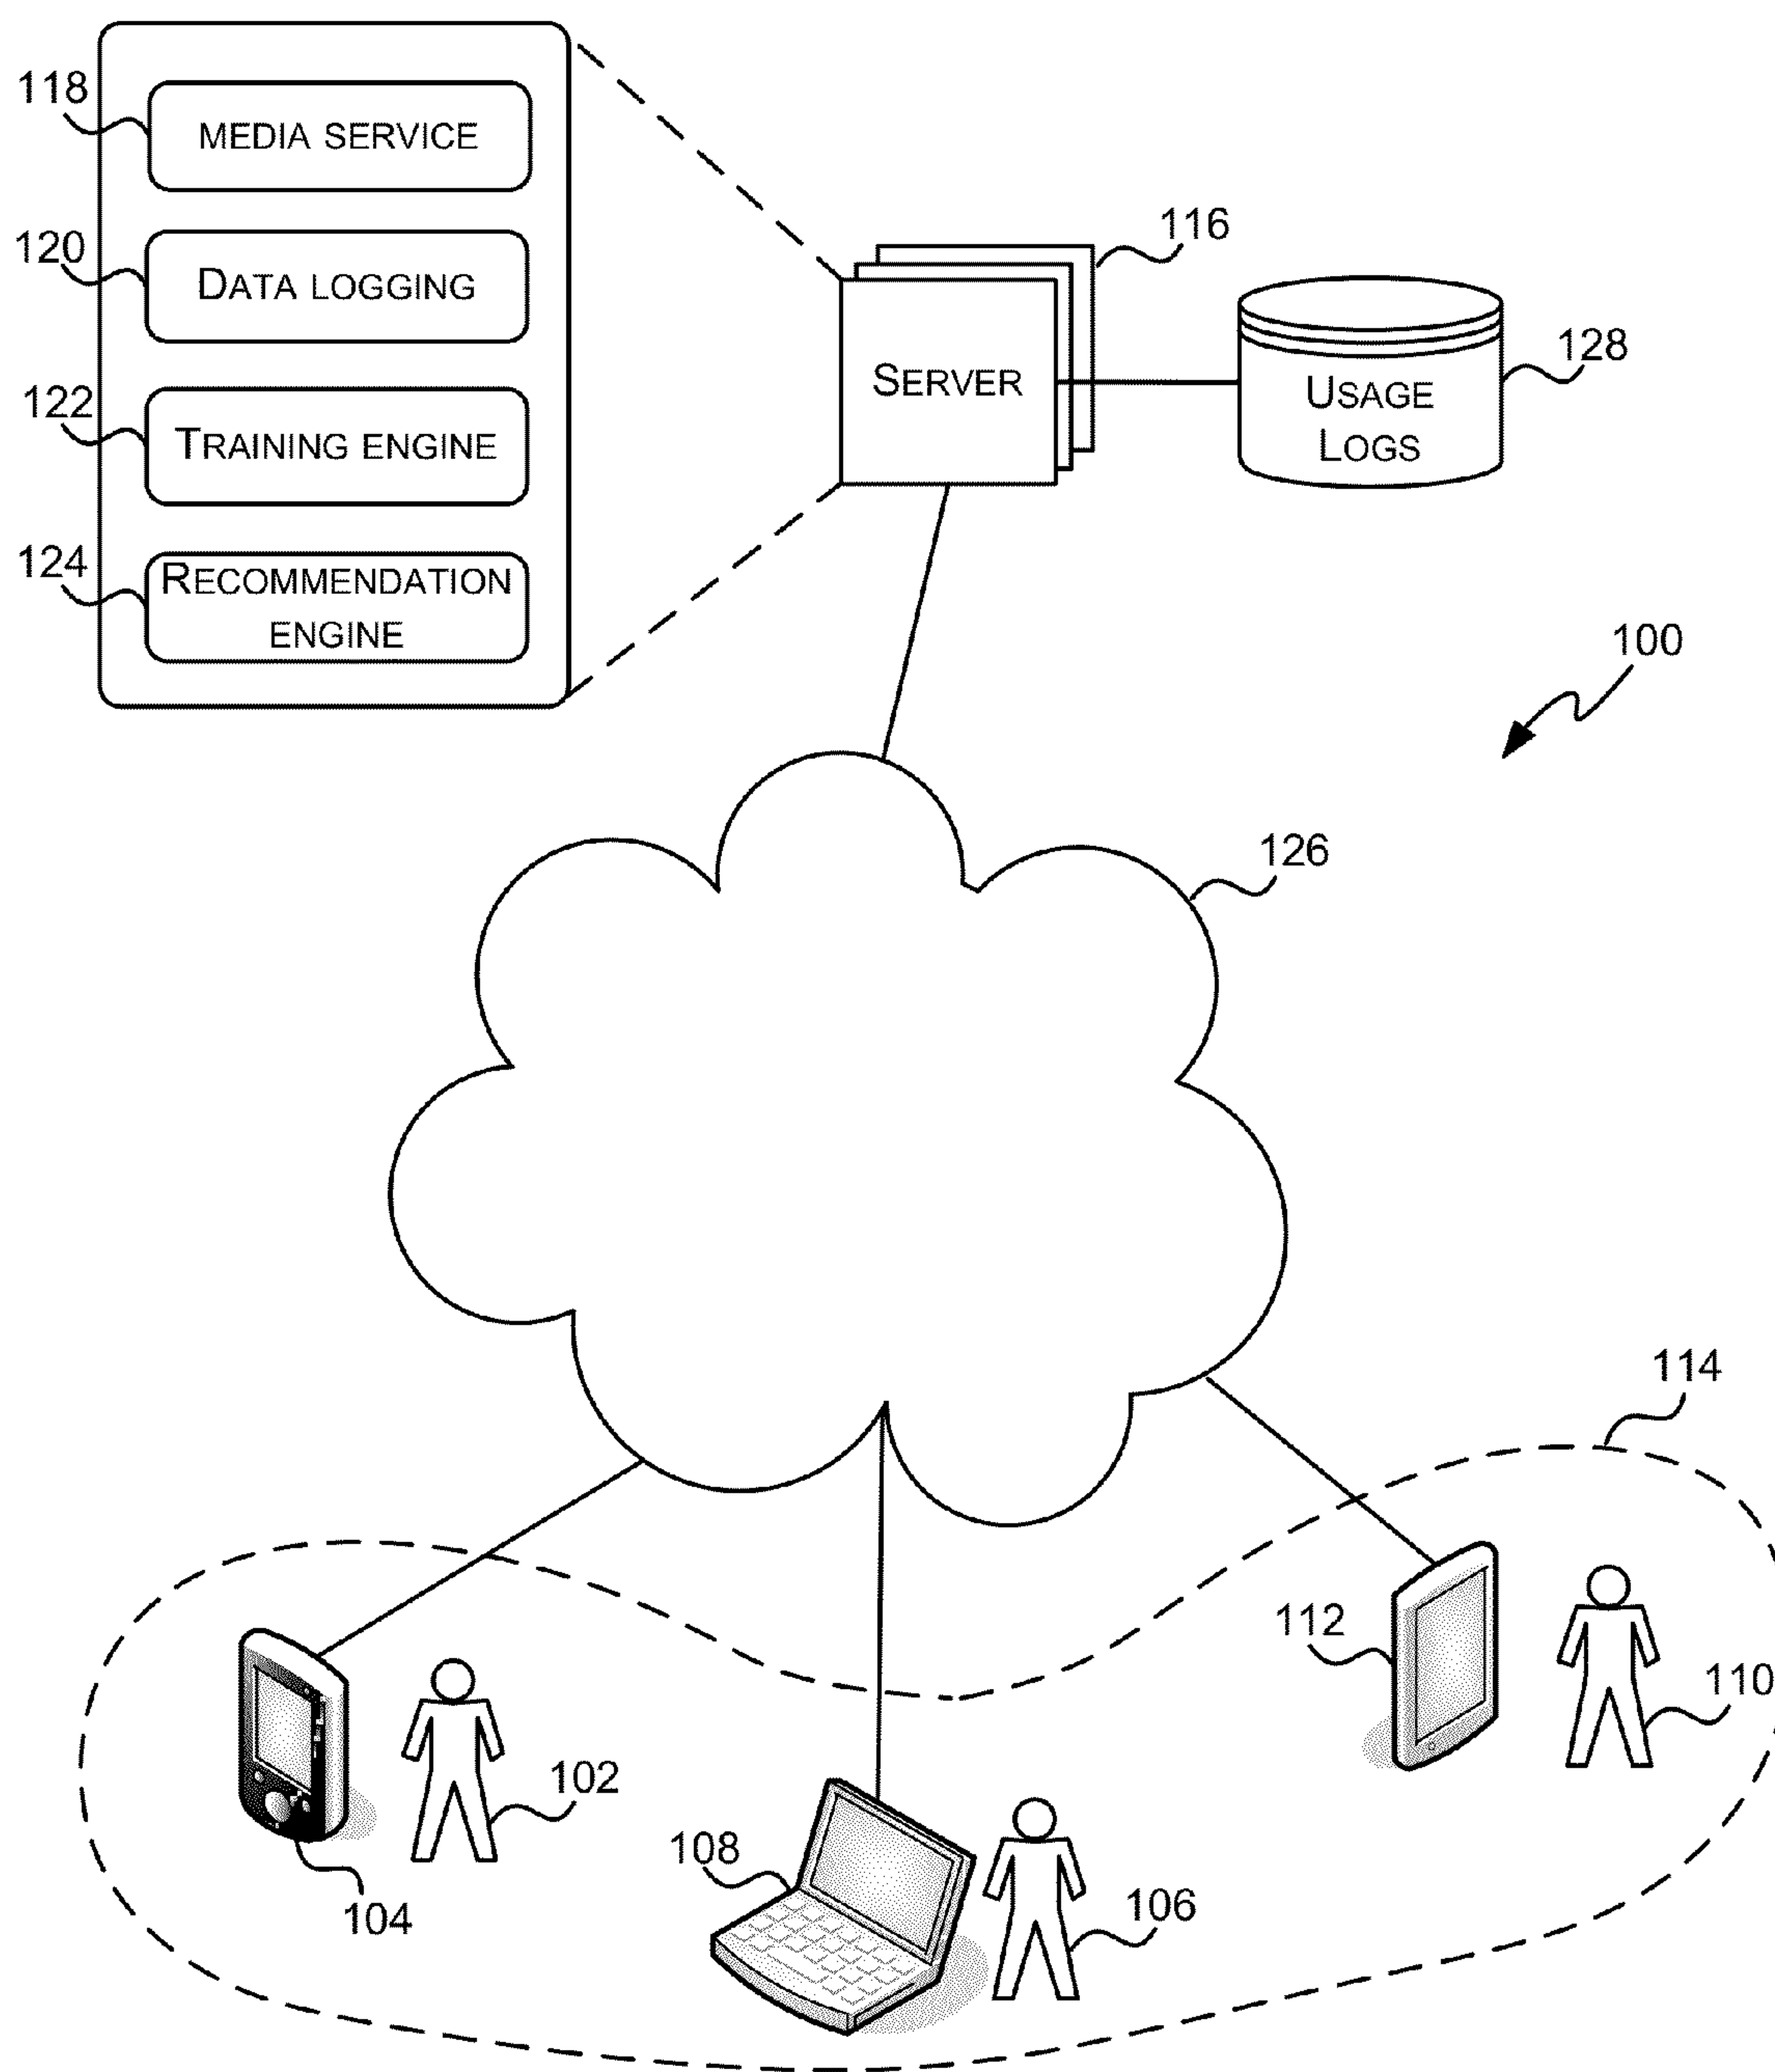 118
MEDIA SERVICE
120
DATA LOGGING
122
TRAINING ENGINE
124
RECOMMENDATION
ENGINE
116
SERVER
128
USAGE
LOGS
100
126
114
112
110
102
104
108
106